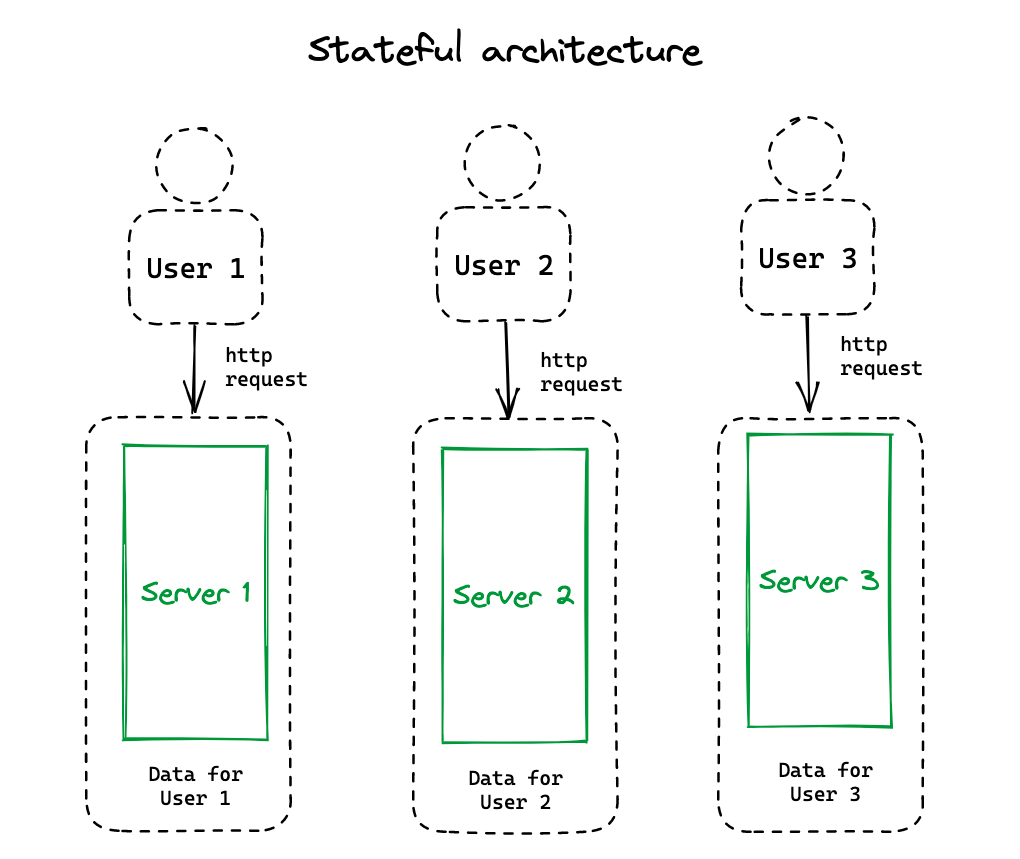 Stateful architecture
User 1
User 2
User 3
http
request
http
request
http
request
Server 1
Server 2
Server 3
Data for
User 1
Data for
User 2
Data for
User 3